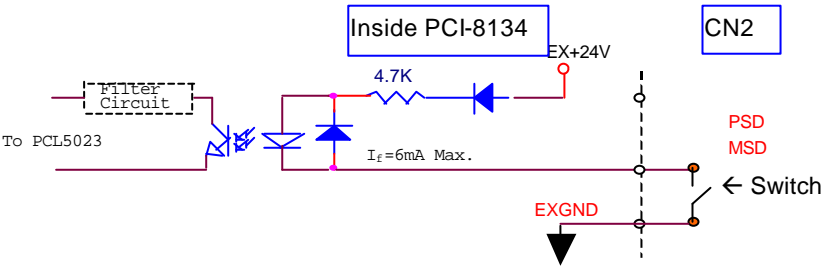 Inside PCI-8134
CN2
EX+24V
4.7K
Filter
Circuit
To PCL5023
PSD
MSD
If=6mA Max.
← Switch
EXGND